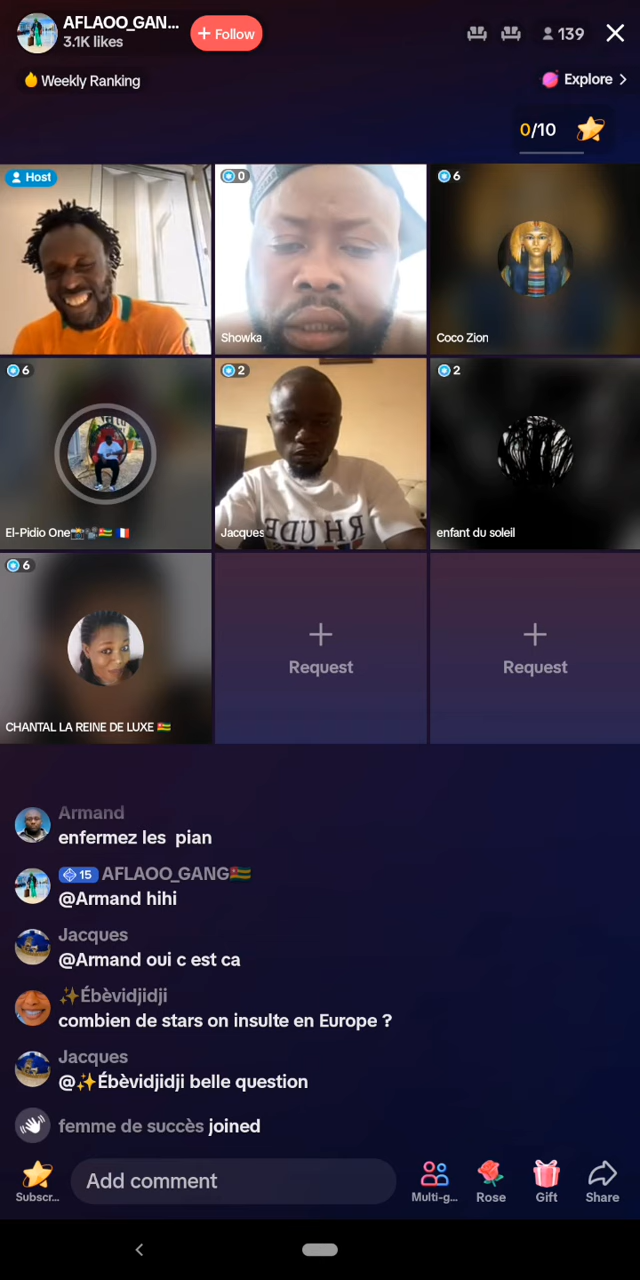 AFLAOO_GAN...
3.1K likes
+ Follow
139
Weekly Ranking
Explore >
0/10
Host
0
6
Showka
Coco Zion
6
2
2
El-Pidio One📸📽🇹🇬 🇫🇷
Jacques
RHUDE
enfant du soleil
6
Request
Request
CHANTAL LA REINE DE LUXE 🇹🇬
Armand
enfermez les pian
15 AFLAOO_GANG🇹🇬
@Armand hihi
Jacques
@Armand oui c est ca
✨Ébèvidjidji
combien de stars on insulte en Europe ?
Jacques
@✨Ébèvidjidji belle question
femme de succès joined
Subscr...
Add comment
Multi-g...
Rose
Gift
Share